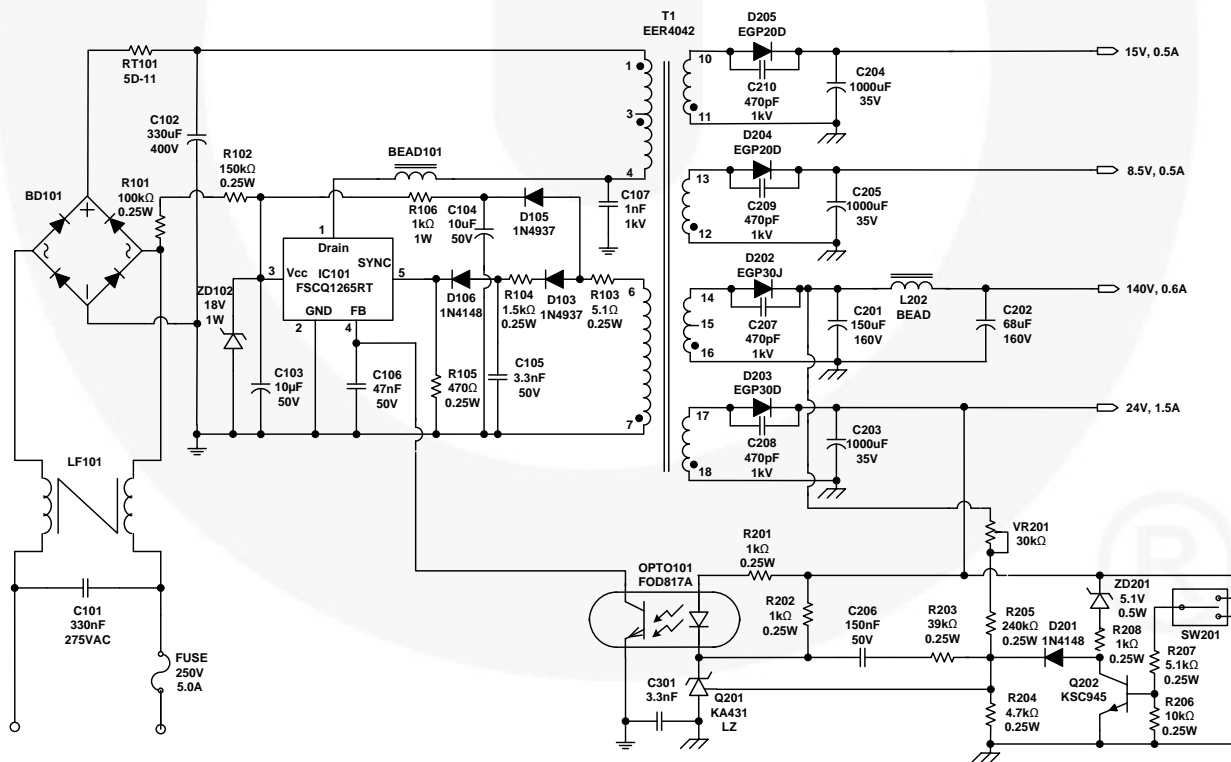 T1
EER4042
D205
EGP20D
RT101
5D-11
1
10
C210
470pF
1kV
C204
1000uF
35V
15V, 0.5A
C102
330uF
400V
3
11
D204
EGP20D
BEAD101
R102
150kΩ
0.25W
4
13
C209
470pF
1kV
C205
1000uF
35V
8.5V, 0.5A
BD101
R101
100kΩ
0.25W
R106
1kΩ
1W
C104
10uF
50V
D105
1N4937
C107
1nF
1kV
12
1
Drain
SYNC
3
Vcc
IC101
FSCQ1265RT
5
GND
FB
2
4
ZD102
18V
1W
D106
1N4148
R104
1.5kΩ
0.25W
D103
1N4937
R103
5.1Ω
0.25W
6
D202
EGP30J
14
15
16
C207
470pF
1kV
C201
150uF
160V
L202
BEAD
C202
68uF
160V
140V, 0.6A
C103
10µF
50V
C106
47nF
50V
R105
470Ω
0.25W
C105
3.3nF
50V
7
D203
EGP30D
17
C208
470pF
1kV
C203
1000uF
35V
24V, 1.5A
18
LF101
C101
330nF
275VAC
FUSE
250V
5.0A
OPTO101
FOD817A
R201
1kΩ
0.25W
VR201
30kΩ
R202
1kΩ
0.25W
C206
150nF
50V
R203
39kΩ
0.25W
R205
240kΩ
0.25W
D201
1N4148
ZD201
5.1V
0.5W
R208
1kΩ
0.25W
SW201
R207
5.1kΩ
0.25W
C301
3.3nF
Q201
KA431
LZ
R204
4.7kΩ
0.25W
Q202
KSC945
R206
10kΩ
0.25W
R